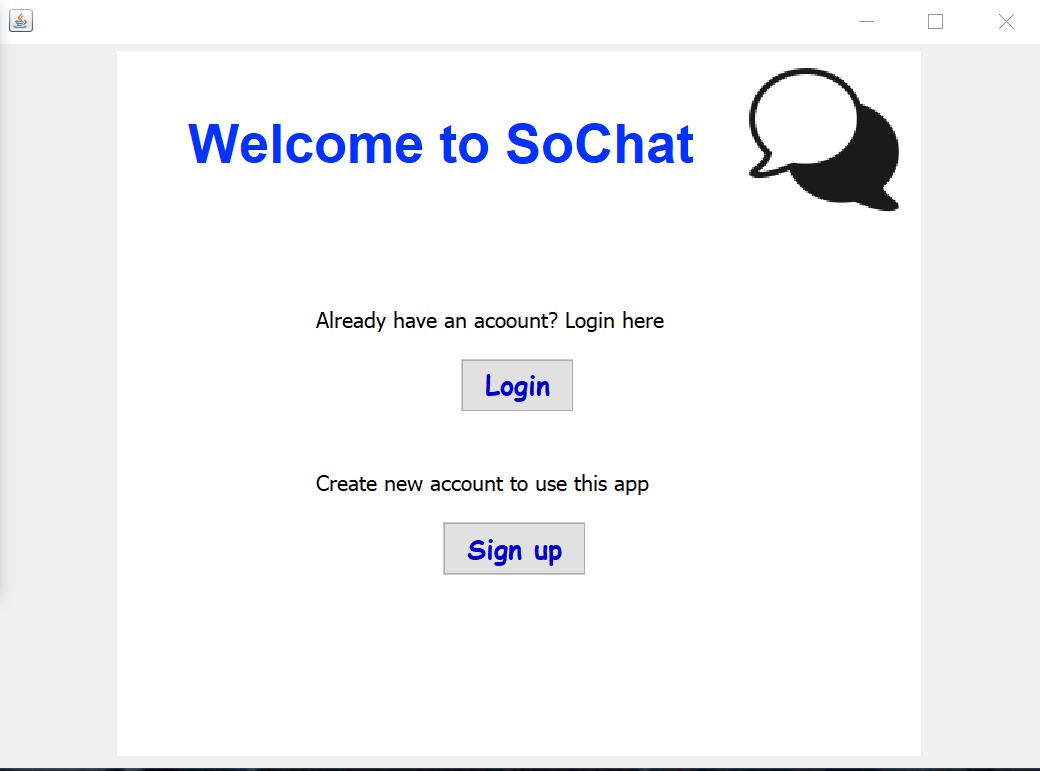 Welcome to SoChat
Already have an acoount? Login here
Login
Create new account to use this app
Sign up